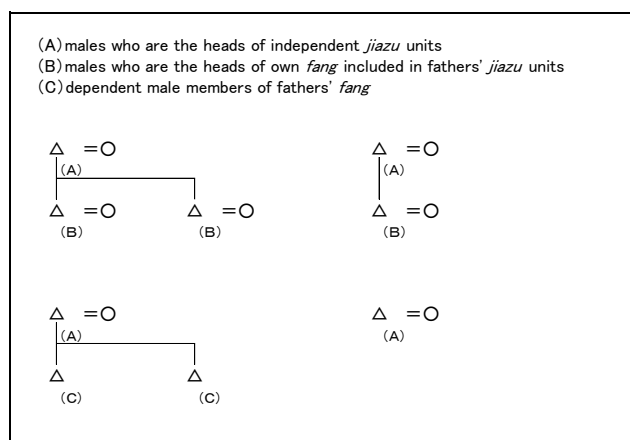 (A) males who are the heads of independent jiazu units
(B) males who are the heads of own fang included in fathers' jiazu units
(C) dependent male members of fathers' fang
△ =○ △ =○
(A) (A)
△ =○ △ =○ △ =○
(B) (B) (B)
△ =○ △ =○
(A) (A)
△ △
(C) (C)